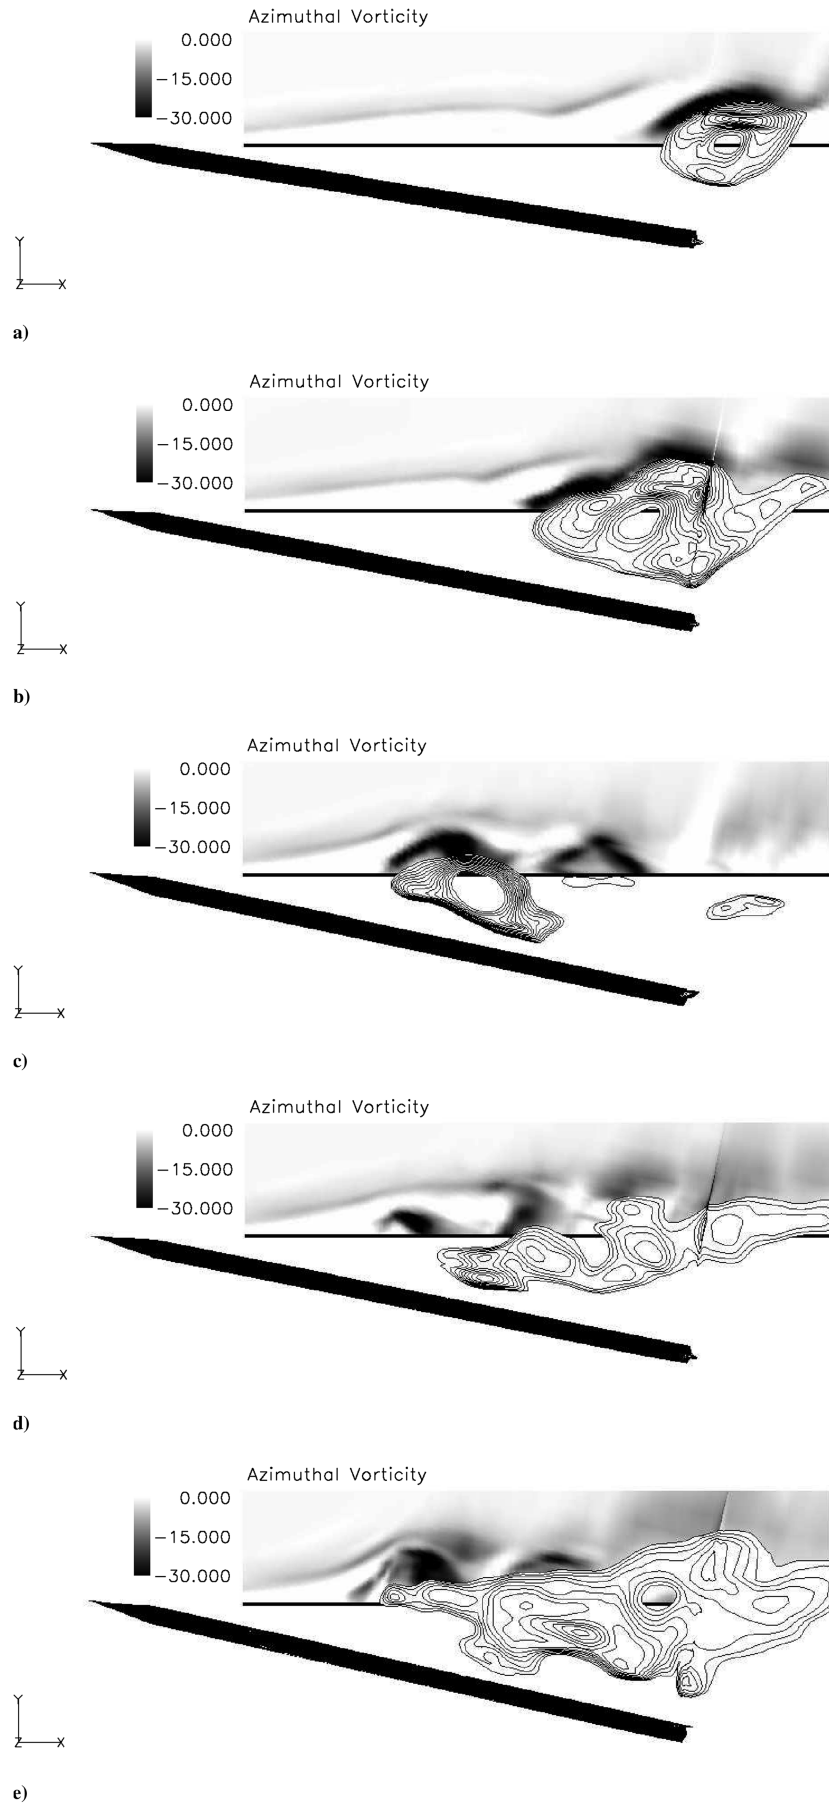 Azimuthal Vorticity
0.000
-15.000
-30.000
Y
Z X
a)
Azimuthal Vorticity
0.000
-15.000
-30.000
Y
Z X
b)
Azimuthal Vorticity
0.000
-15.000
-30.000
Y
Z X
c)
Azimuthal Vorticity
0.000
-15.000
-30.000
Y
Z X
d)
Azimuthal Vorticity
0.000
-15.000
-30.000
Y
Z X
e)